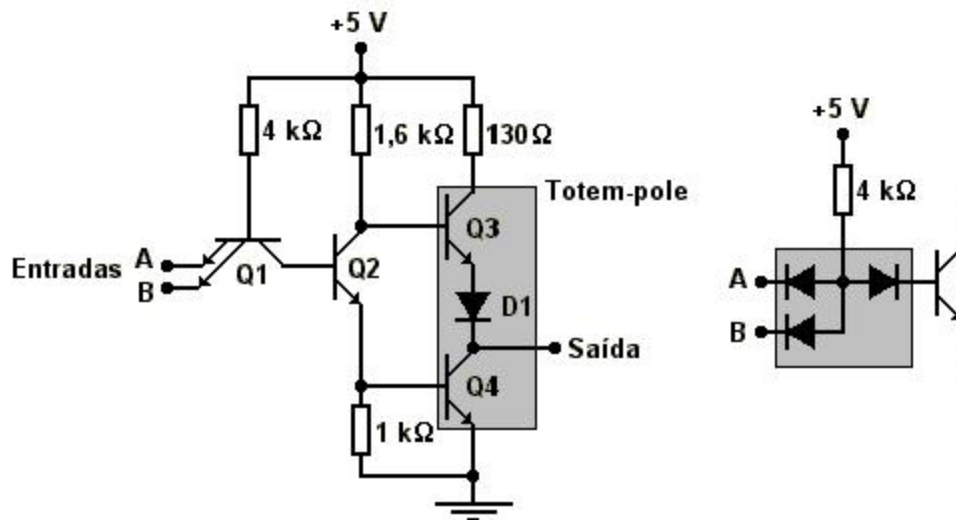 +5 V
4 kΩ
1,6 kΩ
130Ω
Totem-pole
Entradas
A
B
Q1
Q2
Q3
D1
Saída
Q4
1 kΩ
+5 V
4 kΩ
A
B